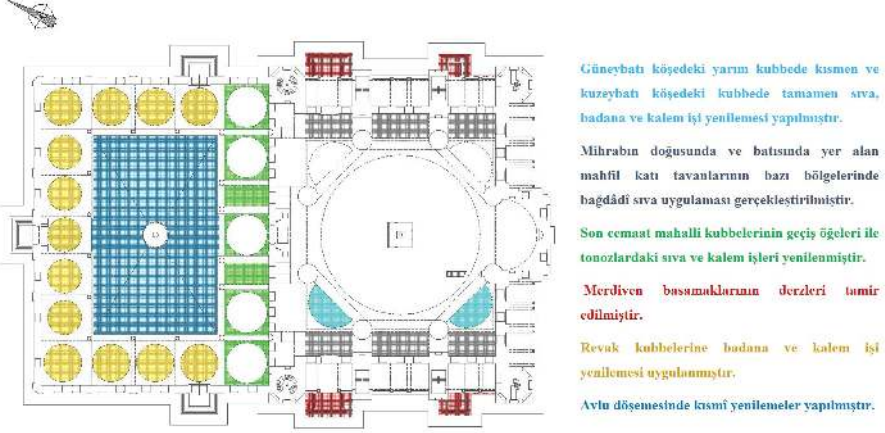 Güneybatı köşedeki yarım kubbede kısmen ve
kuzeybatı köşedeki kubbede tamamen sıva,
badana ve kalem işi yenilemesi yapılmıştır.
Mihrabın doğusunda ve batısında yer alan
mahfil katı tavanlarının bazı bölgelerinde
bağdâdî sıva uygulaması gerçekleştirilmiştir.
Son cemaat mahalli kubbelerinin geçiş öğeleri ile
tonozlardaki sıva ve kalem işleri yenilenmiştir.
Merdiven basamaklarının derzleri tamir
edilmiştir.
Revak kubbelerine badana ve kalem işi
yenilemesi uygulanmıştır.
Avlu döşemesinde kısmî yenilemeler yapılmıştır.